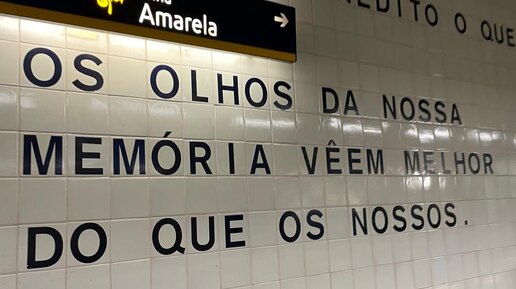 Amarela
O QUE
OS OLHOS DA NOSSA
MEMÓRIA VÊEM MELHOR
DO QUE OS NOSSOS.